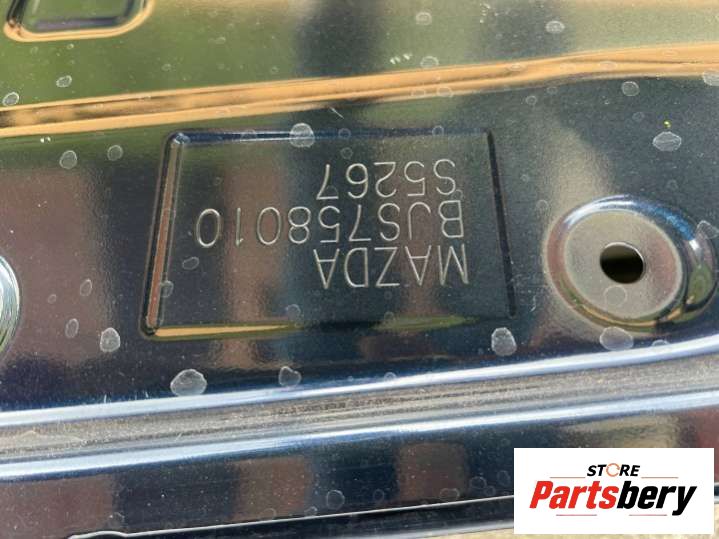 MAZDA
BJS758010
S5267
STORE
Partsbery